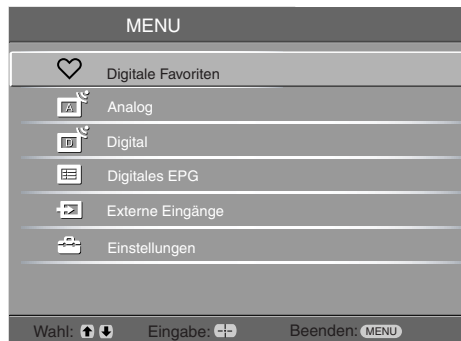 MENU
Digitale Favoriten
A Analog
D Digital
Digitales EPG
Externe Eingänge
Einstellungen
Wahl: Eingabe: Beenden: MENU